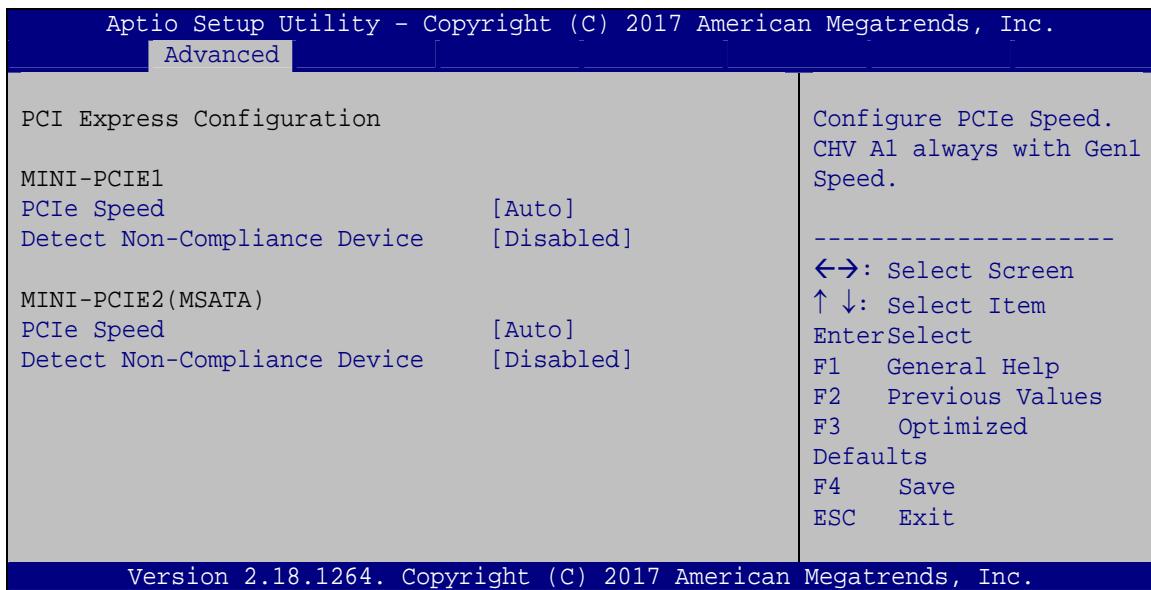 Aptio Setup Utility – Copyright (C) 2017 American Megatrends, Inc.
Advanced
PCI Express Configuration
MINI-PCIE1
PCIe Speed [Auto]
Detect Non-Compliance Device [Disabled]
MINI-PCIE2(MSATA)
PCIe Speed [Auto]
Detect Non-Compliance Device [Disabled]
Configure PCIe Speed.
CHV A1 always with Gen1
Speed.
---------------------
←→: Select Screen
↑ ↓: Select Item
EnterSelect
F1 General Help
F2 Previous Values
F3 Optimized
Defaults
F4 Save
ESC Exit
Version 2.18.1264. Copyright (C) 2017 American Megatrends, Inc.